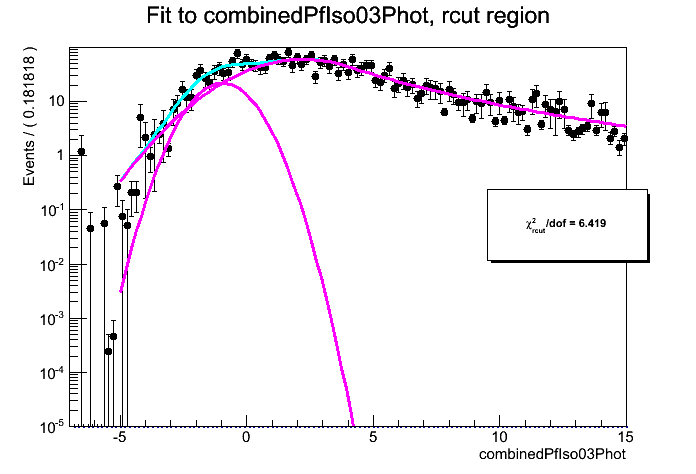 Fit to combinedPfIso03Phot, rcut region
Events / ( 0.181818 )
10
1
10⁻¹
10⁻²
10⁻³
10⁻⁴
10⁻⁵
χ²rcut/dof = 6.419
-5 0 5 10 15
combinedPfIso03Phot